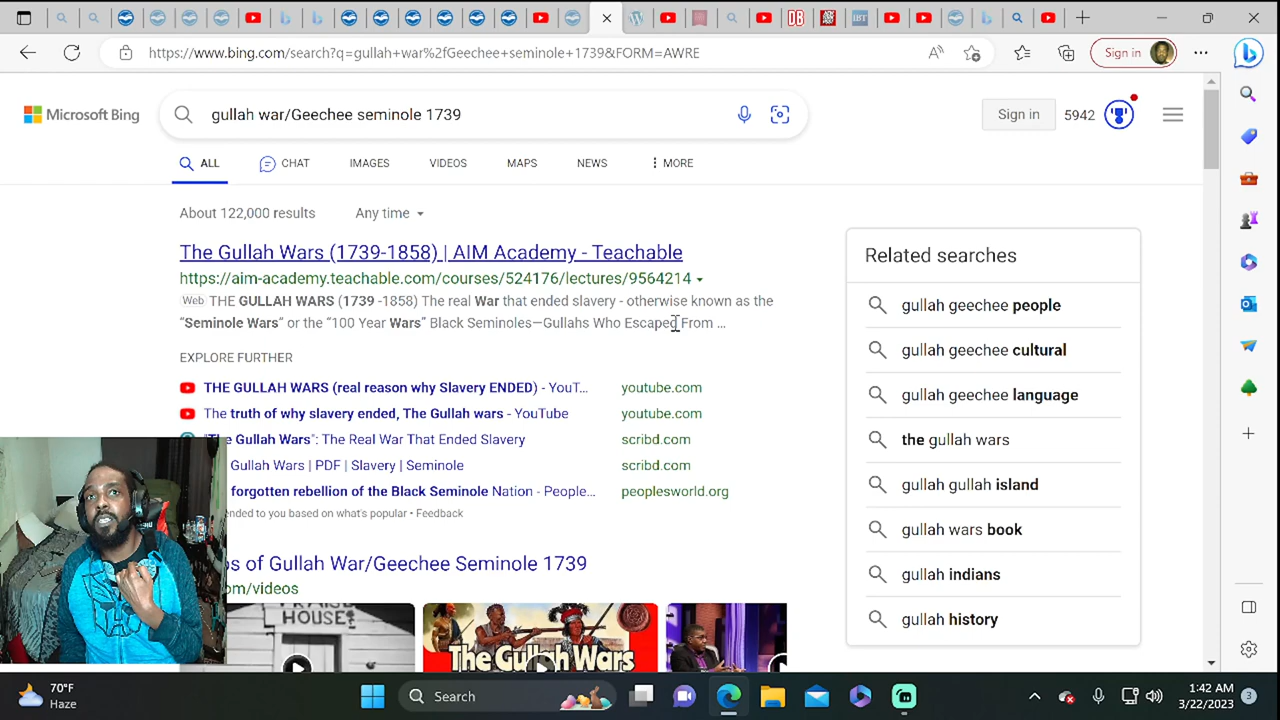 https://www.bing.com/search?q=gullah+war%2fGeechee+seminole+1739&FORM=AWRE
Sign in
Microsoft Bing
gullah war/Geechee seminole 1739
Sign in
5942
ALL
CHAT
IMAGES
VIDEOS
MAPS
NEWS
MORE
About 122,000 results
Any time
The Gullah Wars (1739-1858) | AIM Academy - Teachable
https://aim-academy.teachable.com/courses/524176/lectures/9564214
Web THE GULLAH WARS (1739 -1858) The real War that ended slavery - otherwise known as the
“Seminole Wars” or the “100 Year Wars” Black Seminoles—Gullahs Who Escaped From ...
EXPLORE FURTHER
THE GULLAH WARS (real reason why Slavery ENDED) - YouT... youtube.com
The truth of why slavery ended, The Gullah wars - YouTube youtube.com
"The Gullah Wars": The Real War That Ended Slavery scribd.com
Gullah Wars | PDF | Slavery | Seminole scribd.com
forgotten rebellion of the Black Seminole Nation - People... peoplesworld.org
ended to you based on what's popular • Feedback
s of Gullah War/Geechee Seminole 1739
om/videos
PRAISE
HOUSE
The Gullah Wars
Related searches
gullah geechee people
gullah geechee cultural
gullah geechee language
the gullah wars
gullah gullah island
gullah wars book
gullah indians
gullah history
70°F
Haze
Search
1:42 AM
3/22/2023
3
DB
IBT